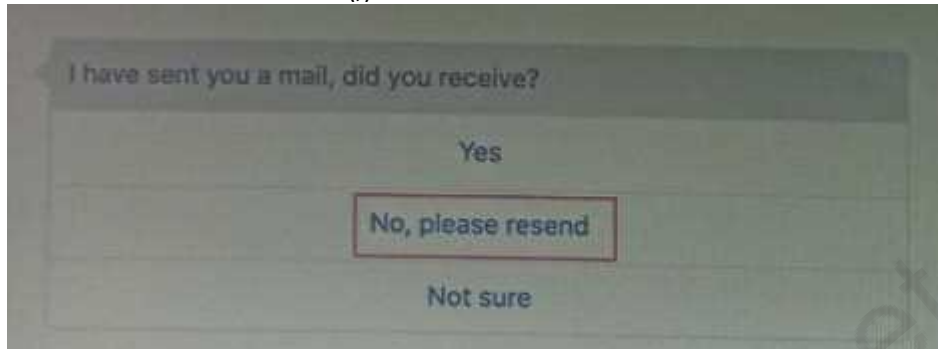 I have sent you a mail, did you receive?
Yes
No, please resend
Not sure